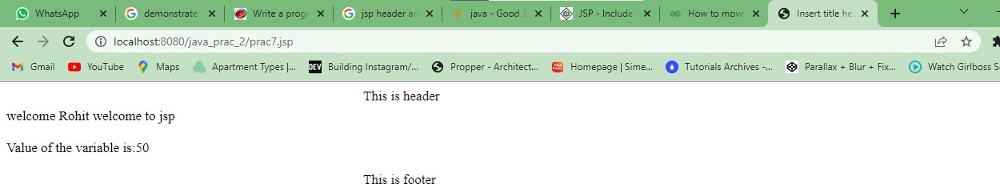 WhatsApp
demonstrate
Write a progr
jsp header an
java - Good J
JSP - Include
How to move
Insert title he
localhost:8080/java_prac_2/prac7.jsp
Gmail
YouTube
Maps
Apartment Types |...
DEV
Building Instagram/...
Propper - Architect...
Homepage | Sime...
Tutorials Archives -...
Parallax + Blur + Fix...
Watch Girlboss S
This is header
welcome Rohit welcome to jsp
Value of the variable is:50
This is footer